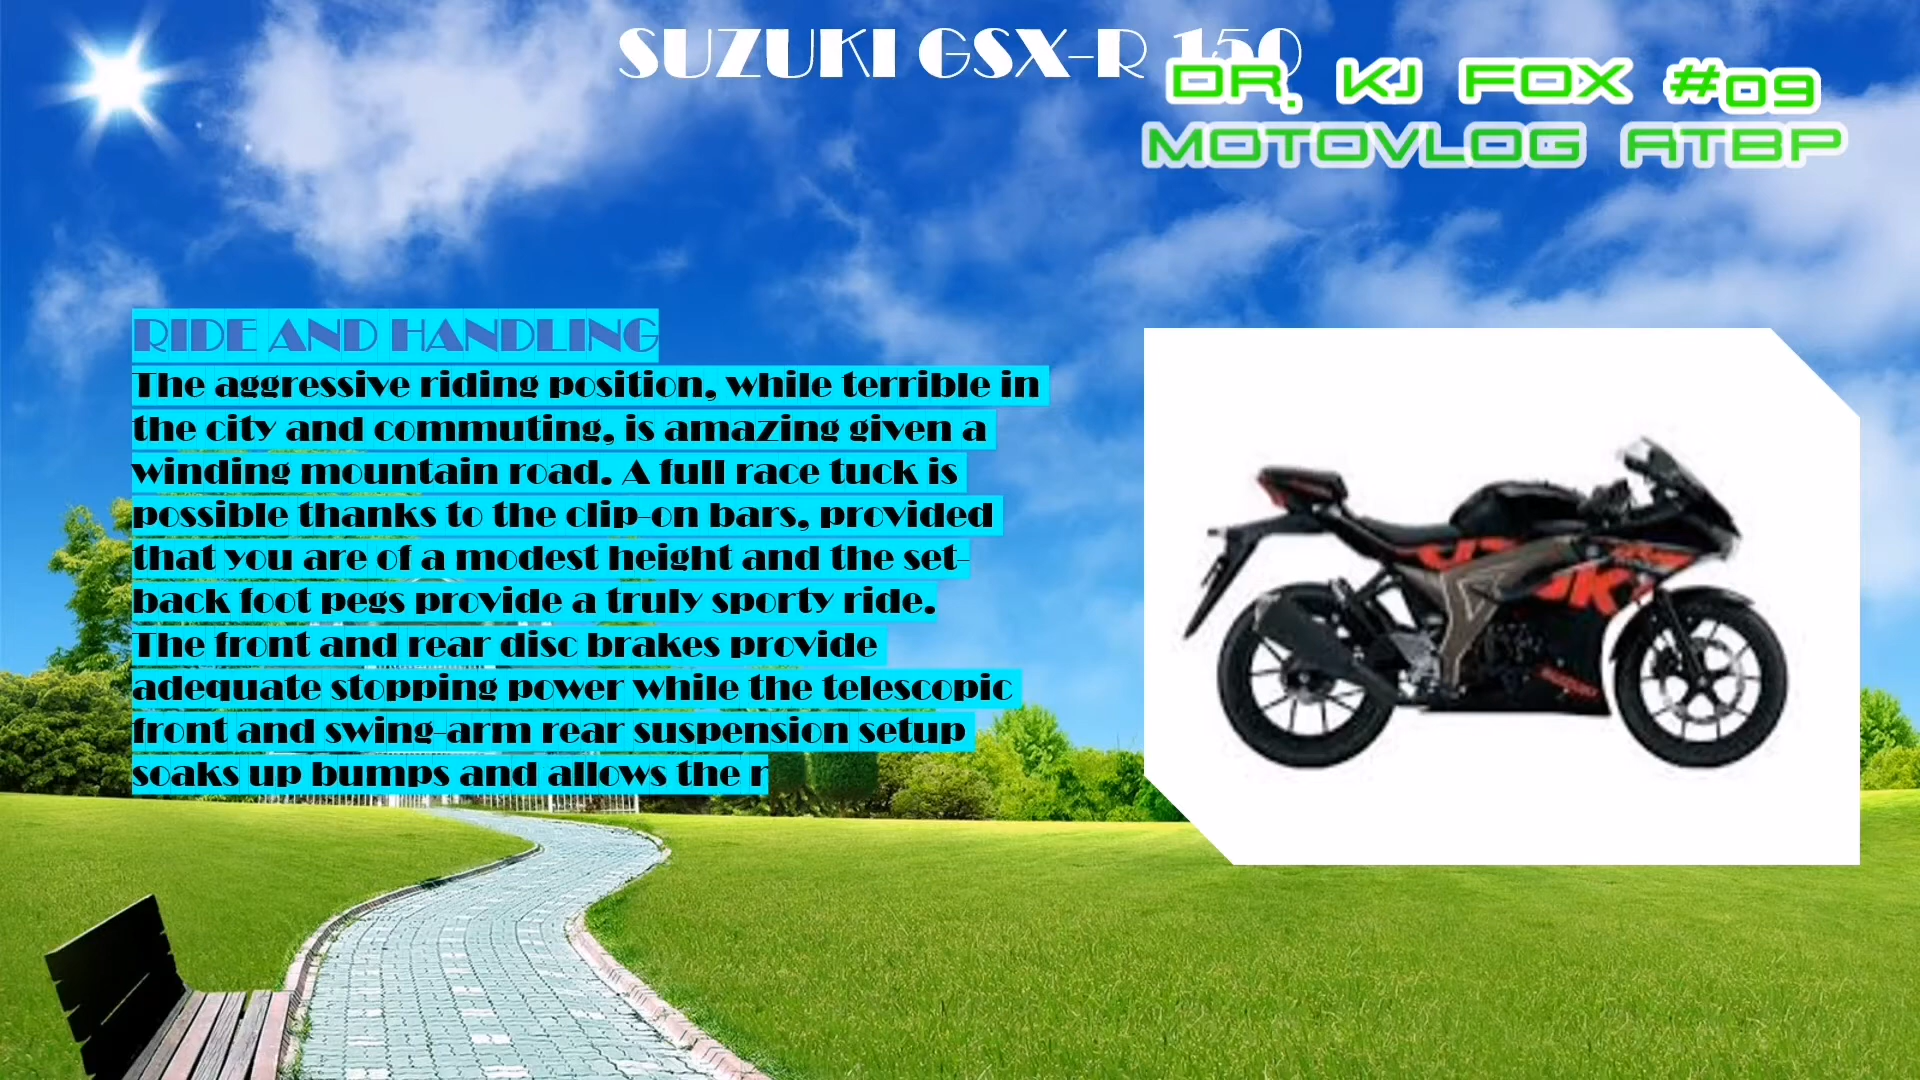 SUZUKI GSX-R 150
DR. KJ FOX #09
MOTOVLOG ATBP
RIDE AND HANDLING
The aggressive riding position, while terrible in
the city and commuting, is amazing given a
winding mountain road. A full race tuck is
possible thanks to the clip-on bars, provided
that you are of a modest height and the set-
back foot pegs provide a truly sporty ride.
The front and rear disc brakes provide
adequate stopping power while the telescopic
front and swing-arm rear suspension setup
soaks up bumps and allows the r